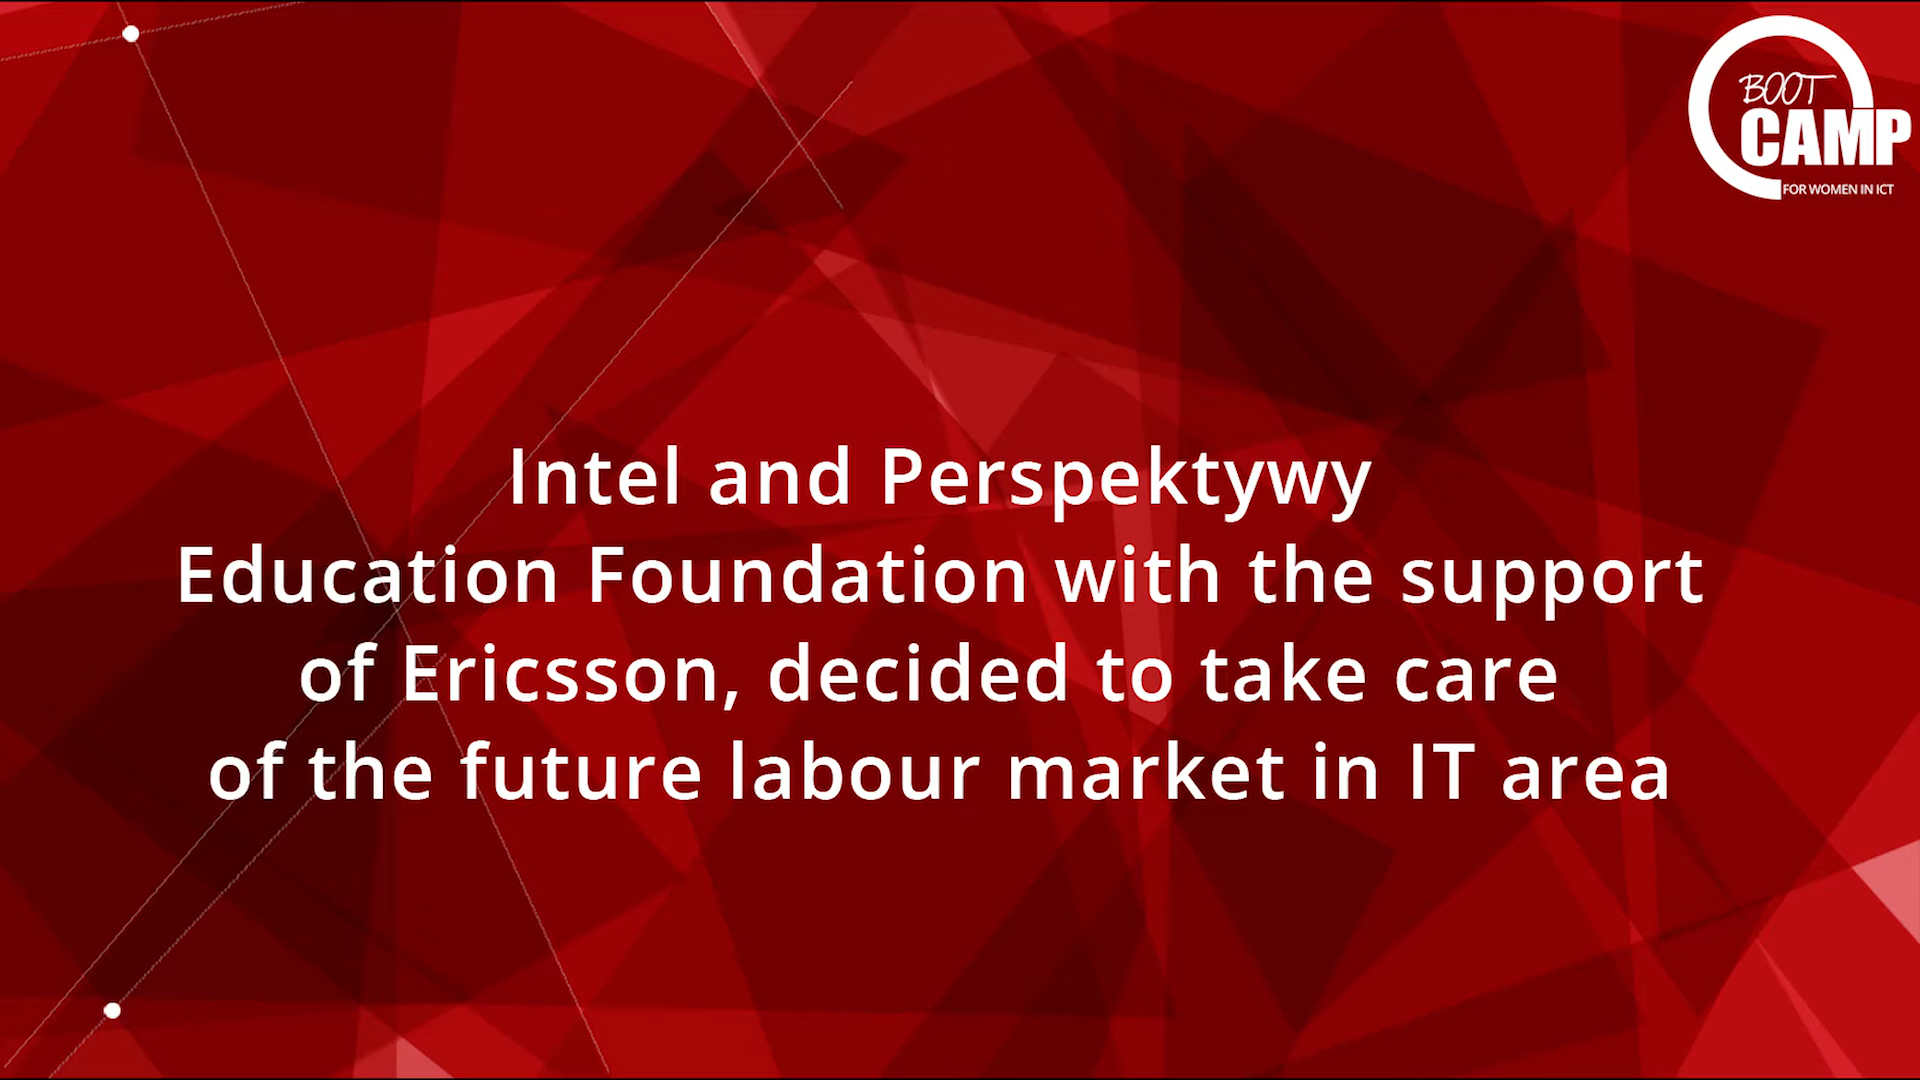 BOOT
CAMP
FOR WOMEN IN ICT
Intel and Perspektywy
Education Foundation with the support
of Ericsson, decided to take care
of the future labour market in IT area